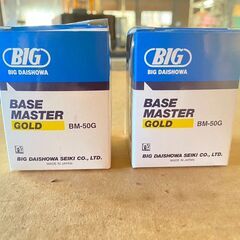 BIG
BIG DAISHOWA
BASE
MASTER
GOLD BM-50G
BIG DAISHOWA SEIKI CO., LTD.
MADE IN JAPAN
BIG
BIG DAISHOWA
BASE
MASTER
GOLD BM-50G
BIG DAISHOWA SEIKI CO., LTD.
MADE IN JAPAN